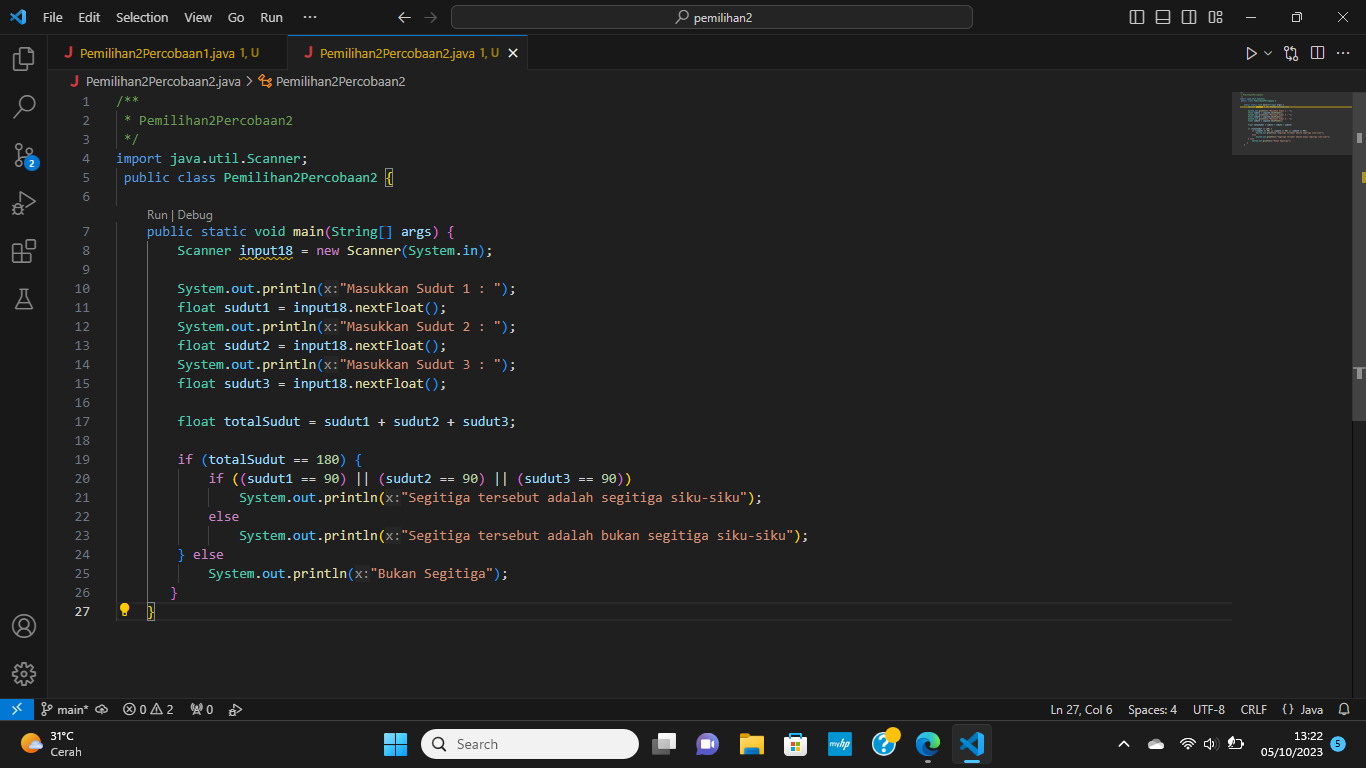 File Edit Selection View Go Run ··· pemilihan2
Pemilihan2Percobaan1.java 1, U Pemilihan2Percobaan2.java 1, U
Pemilihan2Percobaan2.java > Pemilihan2Percobaan2
1 /**
2 * Pemilihan2Percobaan2
3 */
4 import java.util.Scanner;
5 public class Pemilihan2Percobaan2 {
6
Run | Debug
7 public static void main(String[] args) {
8 Scanner input18 = new Scanner(System.in);
9
10 System.out.println(x:"Masukkan Sudut 1 : ");
11 float sudut1 = input18.nextFloat();
12 System.out.println(x:"Masukkan Sudut 2 : ");
13 float sudut2 = input18.nextFloat();
14 System.out.println(x:"Masukkan Sudut 3 : ");
15 float sudut3 = input18.nextFloat();
16
17 float totalSudut = sudut1 + sudut2 + sudut3;
18
19 if (totalSudut == 180) {
20 if ((sudut1 == 90) || (sudut2 == 90) || (sudut3 == 90))
21 System.out.println(x:"Segitiga tersebut adalah segitiga siku-siku");
22 else
23 System.out.println(x:"Segitiga tersebut adalah bukan segitiga siku-siku");
24 } else
25 System.out.println(x:"Bukan Segitiga");
26 }
27 }
2
main* 0 2 0 Ln 27, Col 6 Spaces: 4 UTF-8 CRLF {} Java
31°C
Cerah
Search
myhp
13:22
05/10/2023
5